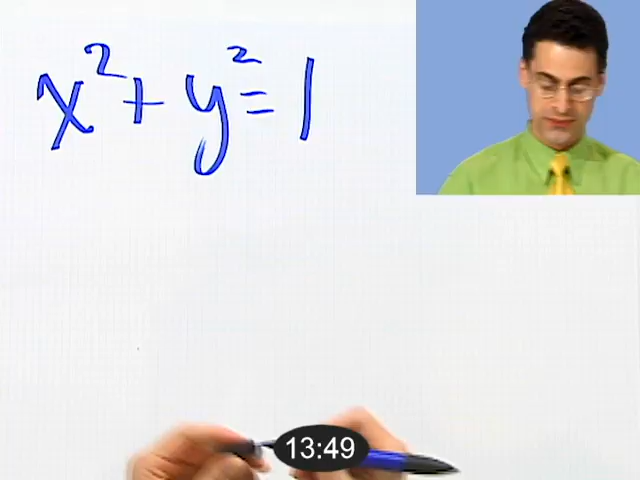 x² + y² = 1
13:49